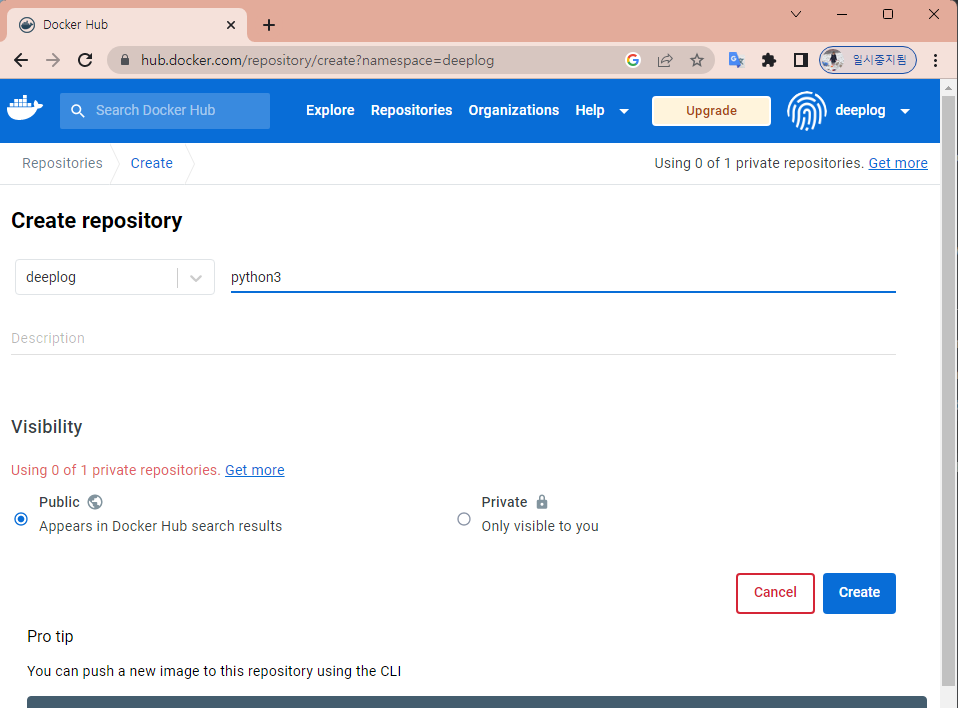 Docker Hub
hub.docker.com/repository/create?namespace=deeplog
일시중지됨
Search Docker Hub
Explore Repositories Organizations Help Upgrade deeplog
Repositories Create Using 0 of 1 private repositories. Get more
Create repository
deeplog python3
Description
Visibility
Using 0 of 1 private repositories. Get more
Public Private
Appears in Docker Hub search results Only visible to you
Cancel Create
Pro tip
You can push a new image to this repository using the CLI